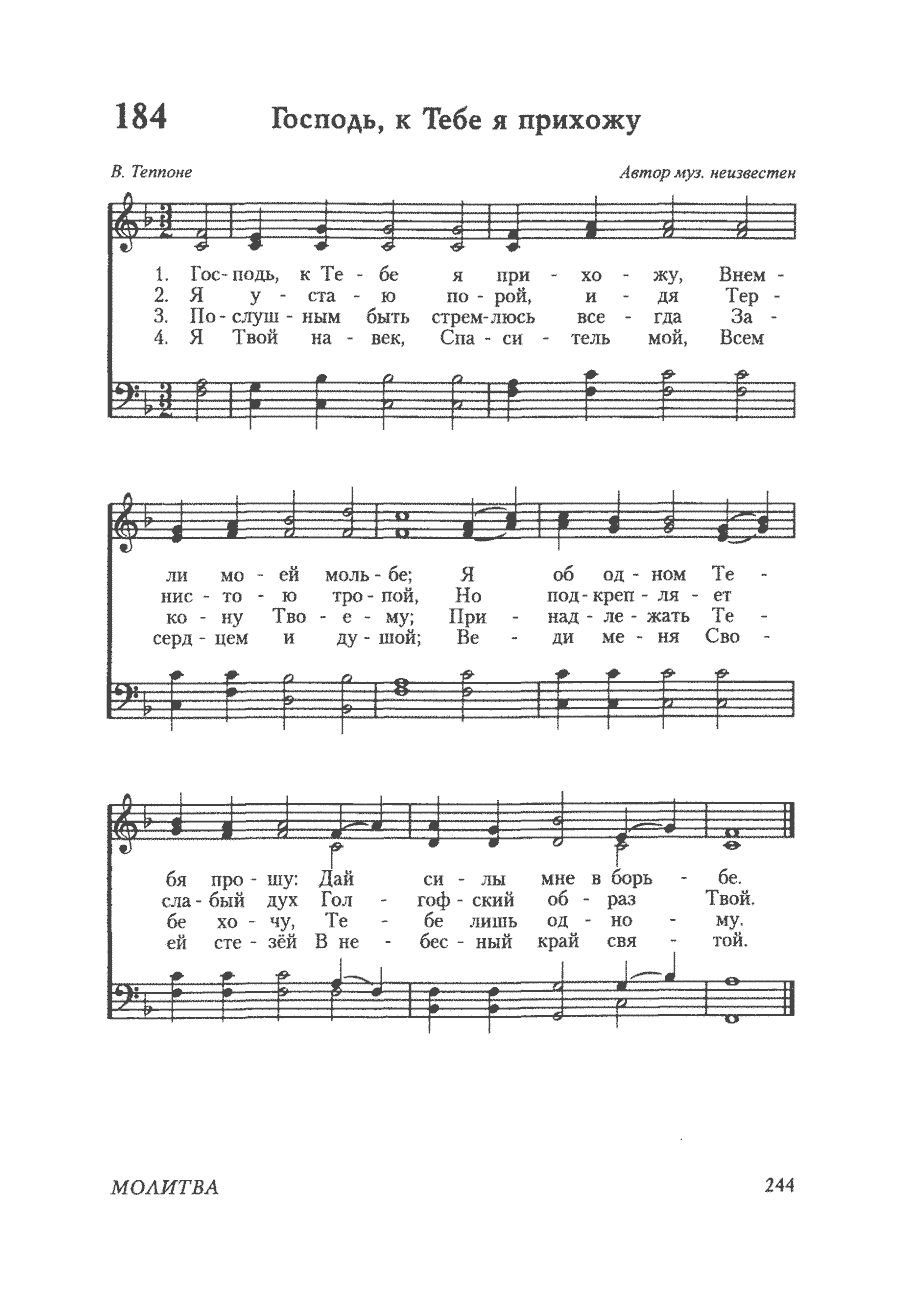 184 Господь, к Тебе я прихожу
В. Теппоне Автор муз. неизвестен
1. Гос- подь, к Те - бе я при - хо - жу, Внем -
2. Я у - ста - ю по - рой, и - дя Тер -
3. По - слуш - ным быть стрем-люсь все - гда За -
4. Я Твой на - век, Спа - си - тель мой, Всем
ли мо - ей моль - бе; Я об од - ном Те -
нис - то - ю тро - пой, Но под - креп - ля - ет
ко - ну Тво - е - му; При - над - ле - жать Те -
серд - цем и ду - шой; Ве - ди ме - ня Сво -
бя про - шу: Дай си - лы мне в борь - бе.
сла - бый дух Гол - гоф - ский об - раз Твой.
бе хо - чу, Те - бе лишь од - но - му.
ей сте - зёй В не - бес - ный край свя - той.
МОЛИТВА 244